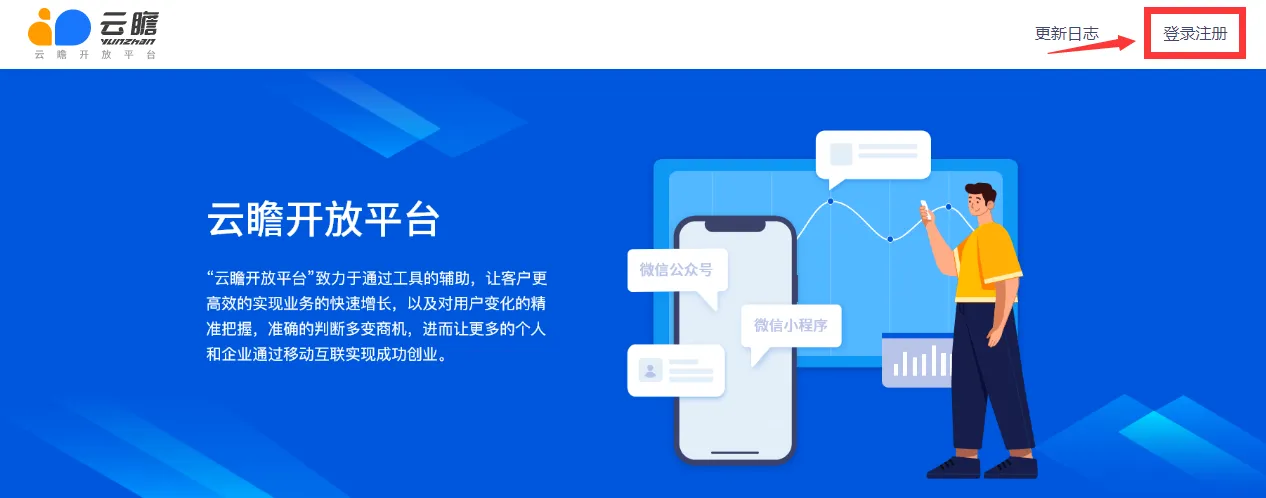 云瞻
YUNZHAN
云瞻开放平台
更新日志
登录注册
云瞻开放平台
“云瞻开放平台”致力于通过工具的辅助，让客户更
高效的实现业务的快速增长，以及对用户变化的精
准把握，准确的判断多变商机，进而让更多的个人
和企业通过移动互联实现成功创业。
微信公众号
微信小程序